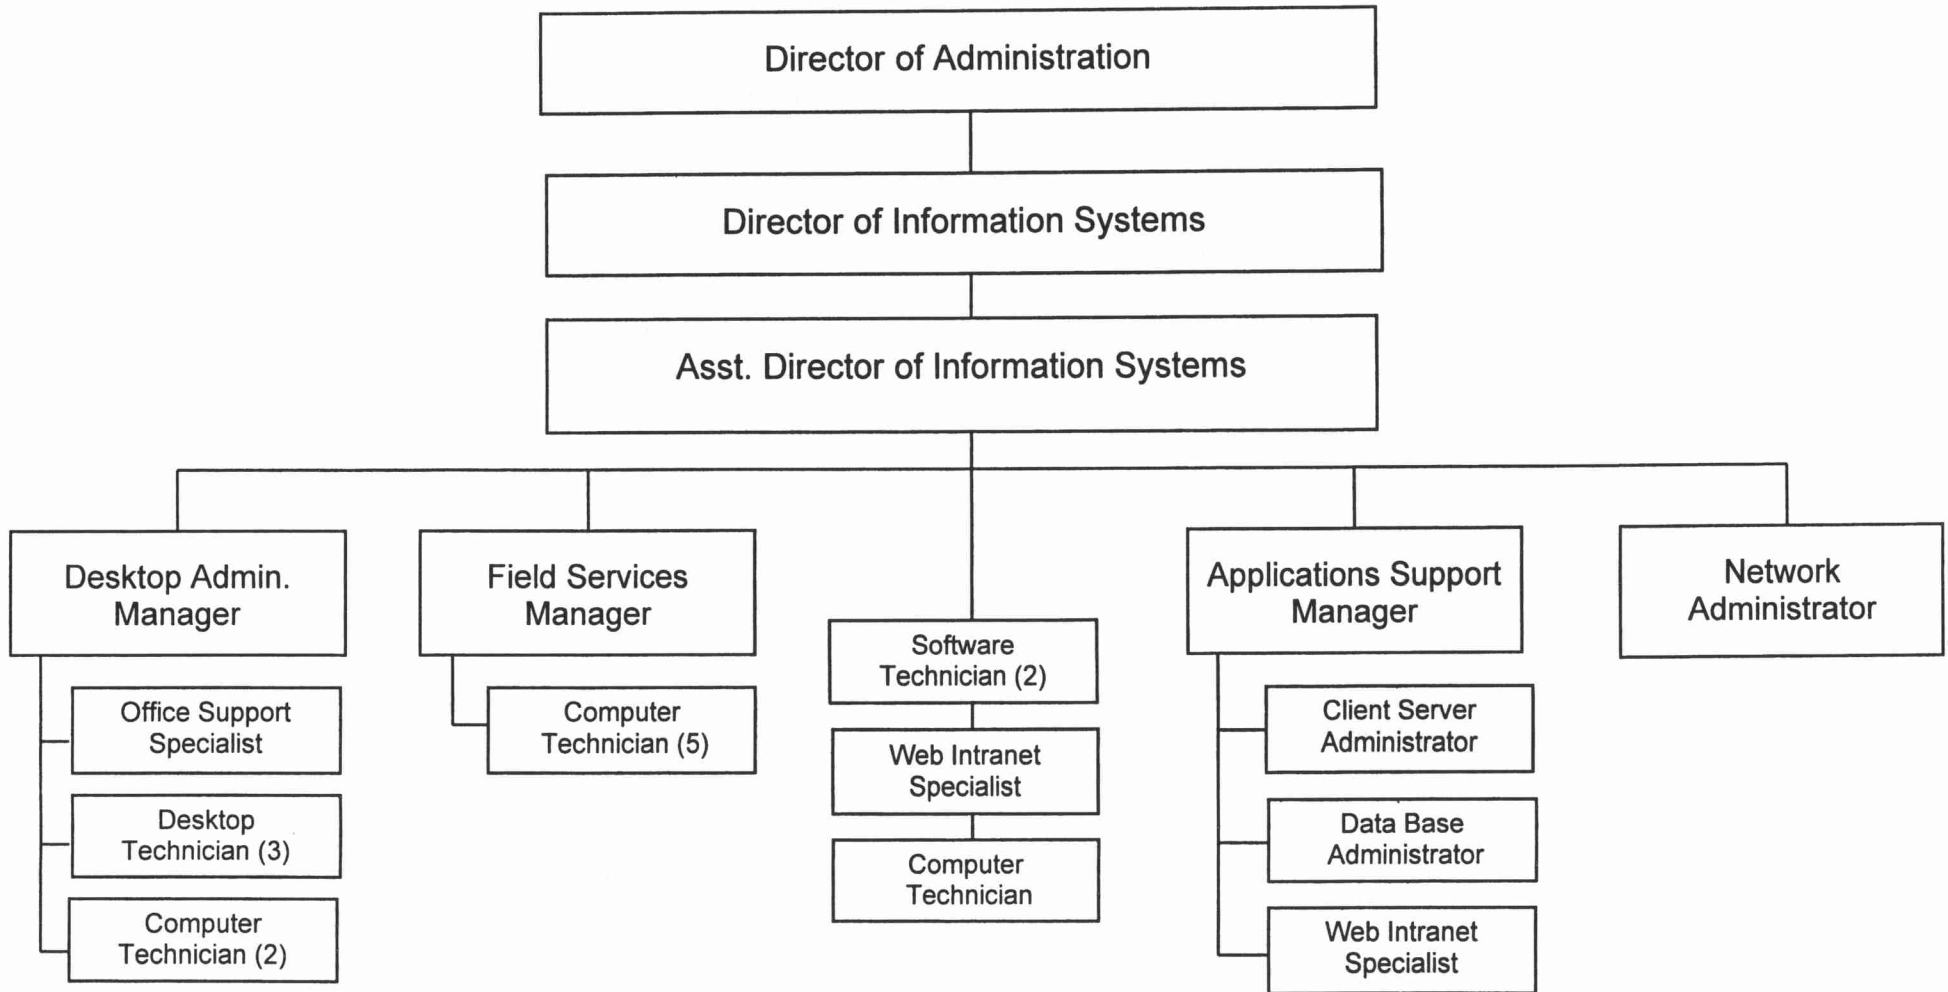 Director of Administration
Director of Information Systems
Asst. Director of Information Systems
Desktop Admin.
Manager
Office Support
Specialist
Desktop
Technician (3)
Computer
Technician (2)
Field Services
Manager
Computer
Technician (5)
Software
Technician (2)
Web Intranet
Specialist
Computer
Technician
Applications Support
Manager
Client Server
Administrator
Data Base
Administrator
Web Intranet
Specialist
Network
Administrator